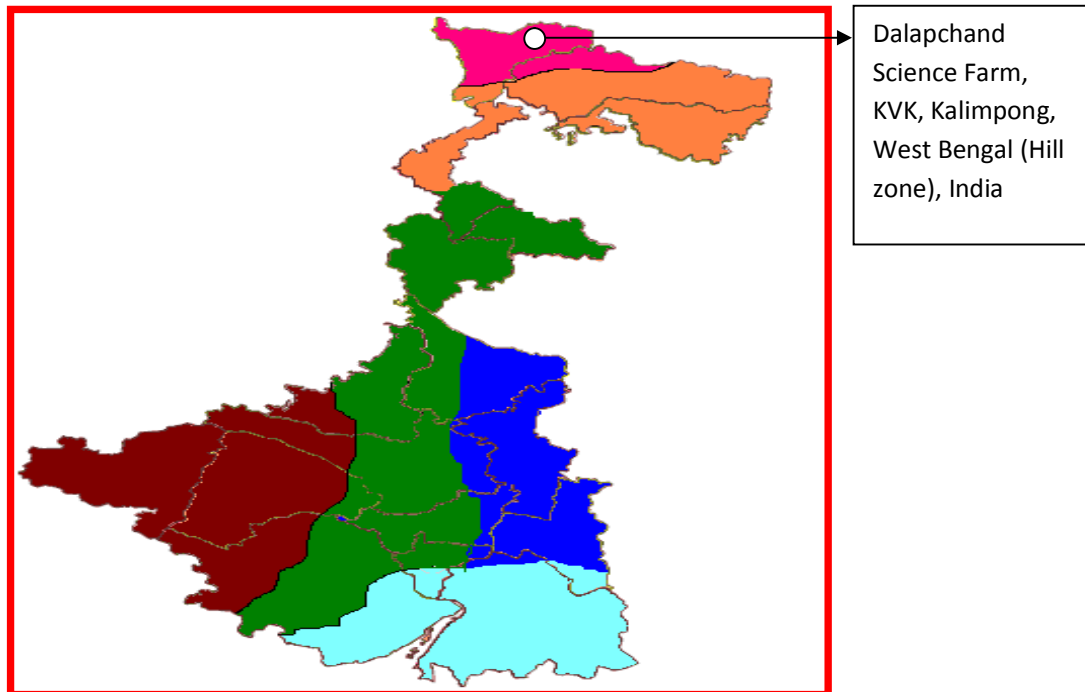 Dalapchand
Science Farm,
KVK, Kalimpong,
West Bengal (Hill
zone), India